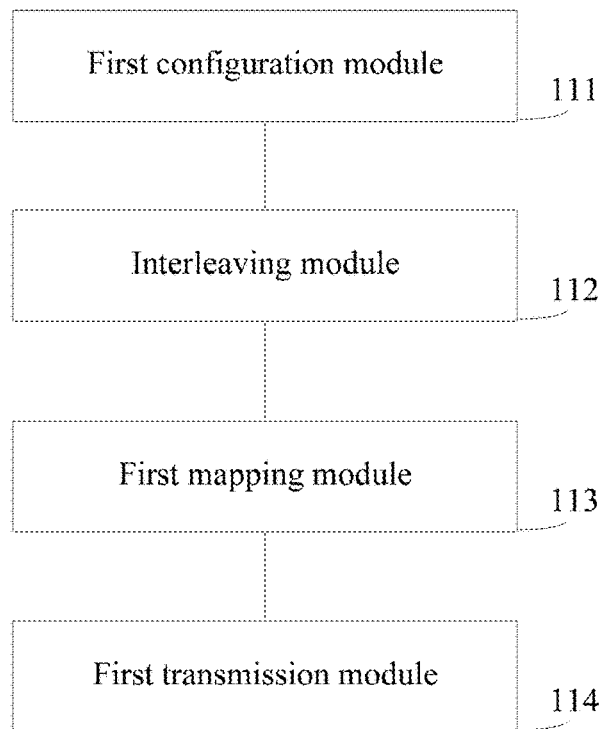 First configuration module
111
Interleaving module
112
First mapping module
113
First transmission module
114